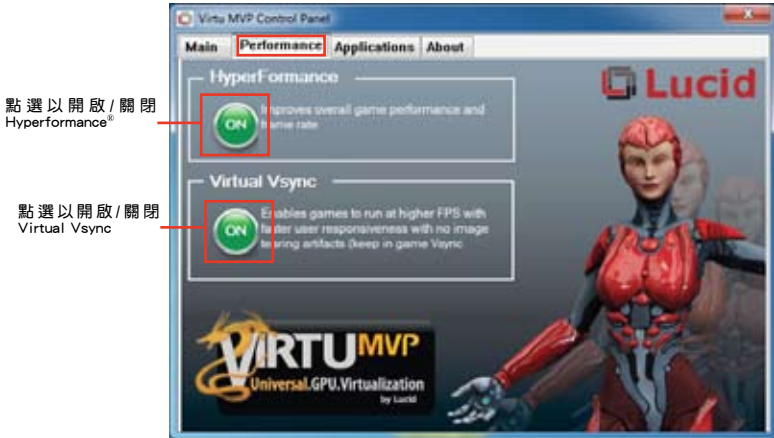 Virtu MVP Control Panel
Main Performance Applications About
HyperFormance
點選以開啟/關閉
Hyperformance®
ON
Improves overall game performance and
frame rate
Lucid
Virtual Vsync
點選以開啟/關閉
Virtual Vsync
ON
Enables games to run at higher FPS with
faster user responsiveness with no image
tearing artifacts (keep in game Vsync
VIRTU MVP
Universal.GPU.Virtualization
by Lucid